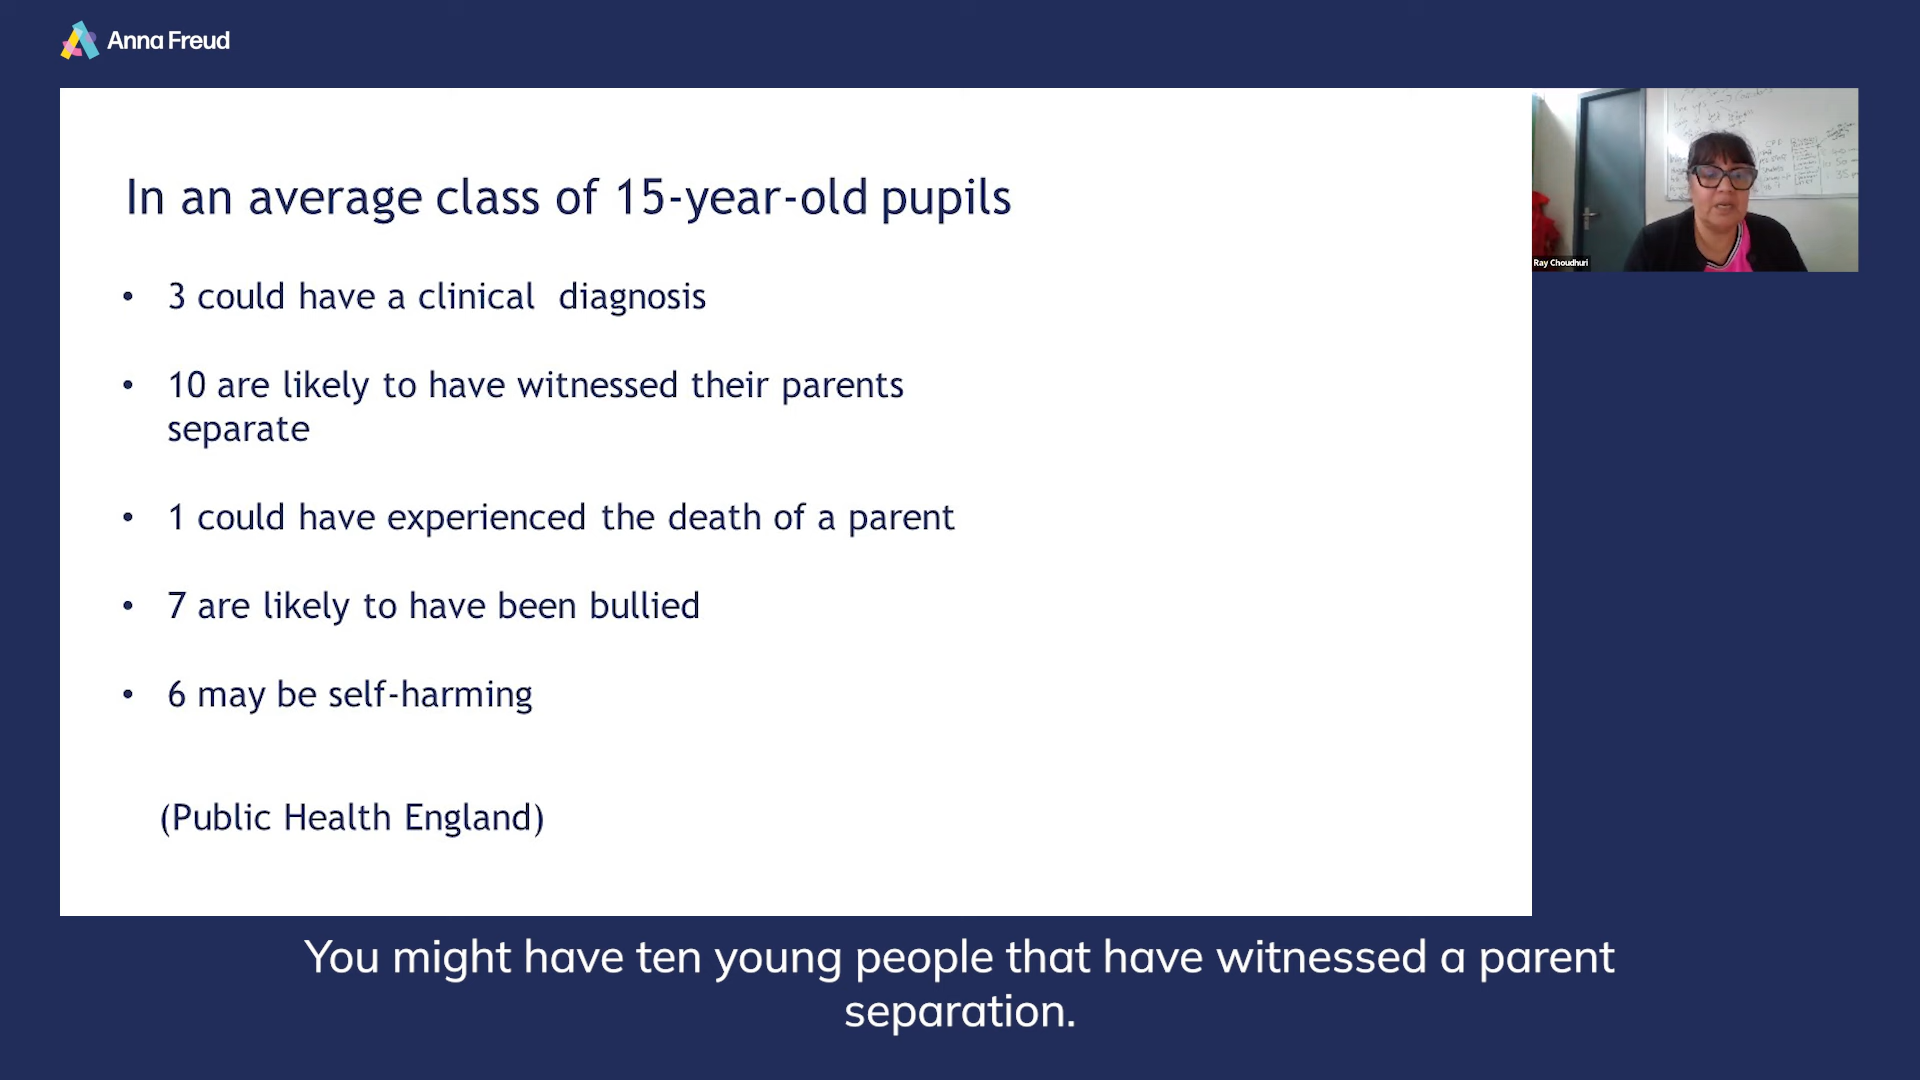 Anna Freud
In an average class of 15-year-old pupils
• 3 could have a clinical diagnosis
• 10 are likely to have witnessed their parents
separate
• 1 could have experienced the death of a parent
• 7 are likely to have been bullied
• 6 may be self-harming
(Public Health England)
Ray Choudhuri
You might have ten young people that have witnessed a parent
separation.